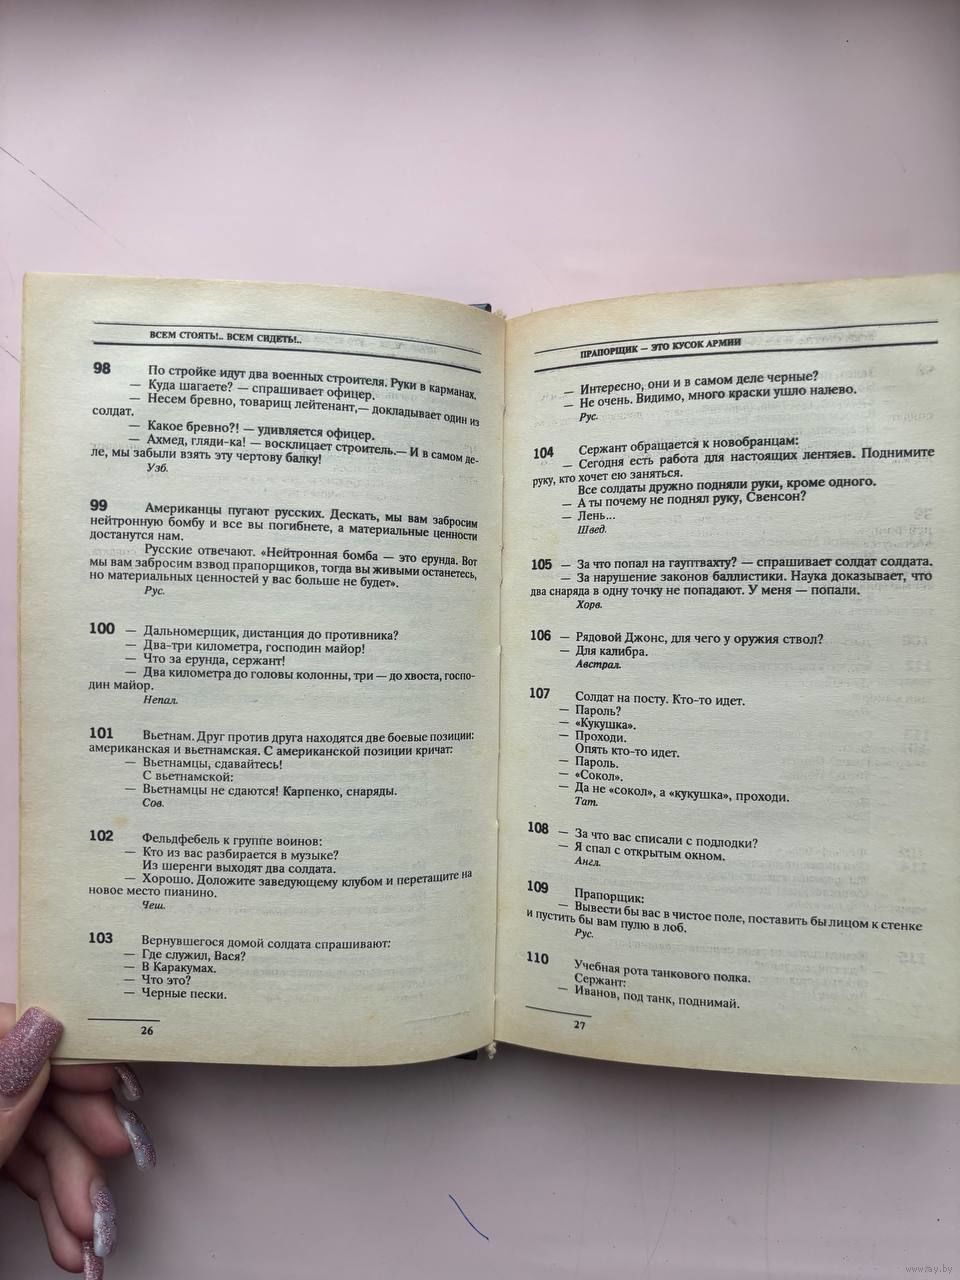 ВСЕМ СТОЯТЬ!.. ВСЕМ СИДЕТЬ!..
98 По стройке идут два военных строителя. Руки в карманах.
— Куда шагаете? — спрашивает офицер.
— Несем бревно, товарищ лейтенант,— докладывает один из
солдат.
— Какое бревно?! — удивляется офицер.
— Ахмед, гляди-ка! — восклицает строитель.— И в самом де-
ле, мы забыли взять эту чертову балку!
Узб.
99 Американцы пугают русских. Дескать, мы вам забросим
нейтронную бомбу и все вы погибнете, а материальные ценности
достанутся нам.
Русские отвечают. «Нейтронная бомба — это ерунда. Вот
мы вам забросим взвод прапорщиков, тогда вы живыми останетесь,
но материальных ценностей у вас больше не будет».
Рус.
100 — Дальномерщик, дистанция до противника?
— Два-три километра, господин майор!
— Что за ерунда, сержант!
— Два километра до головы колонны, три — до хвоста, госпо-
дин майор.
Непал.
101 Вьетнам. Друг против друга находятся две боевые позиции:
американская и вьетнамская. С американской позиции кричат:
— Вьетнамцы, сдавайтесь!
С вьетнамской:
— Вьетнамцы не сдаются! Карпенко, снаряды.
Сов.
102 Фельдфебель к группе воинов:
— Кто из вас разбирается в музыке?
Из шеренги выходят два солдата.
— Хорошо. Доложите заведующему клубом и перетащите на
новое место пианино.
Чеш.
103 Вернувшегося домой солдата спрашивают:
— Где служил, Вася?
— В Каракумах.
— Что это?
— Черные пески.
26
ПРАПОРЩИК — ЭТО КУСОК АРМИИ
— Интересно, они и в самом деле черные?
— Не очень. Видимо, много краски ушло налево.
Рус.
104 Сержант обращается к новобранцам:
— Сегодня есть работа для настоящих лентяев. Поднимите
руку, кто хочет ею заняться.
Все солдаты дружно подняли руки, кроме одного.
— А ты почему не поднял руку, Свенсон?
— Лень...
Швед.
105 — За что попал на гауптвахту? — спрашивает солдат солдата.
— За нарушение законов баллистики. Наука доказывает, что
два снаряда в одну точку не попадают. У меня — попали.
Хорв.
106 — Рядовой Джонс, для чего у оружия ствол?
— Для калибра.
Австрал.
107 Солдат на посту. Кто-то идет.
— Пароль?
— «Кукушка».
— Проходи.
Опять кто-то идет.
— Пароль.
— «Сокол».
— Да не «сокол», а «кукушка», проходи.
Тат.
108 — За что вас списали с подлодки?
— Я спал с открытым окном.
Англ.
109 Прапорщик:
— Вывести бы вас в чистое поле, поставить бы лицом к стенке
и пустить бы вам пулю в лоб.
Рус.
110 Учебная рота танкового полка.
Сержант:
— Иванов, под танк, поднимай.
27
www.ay.by